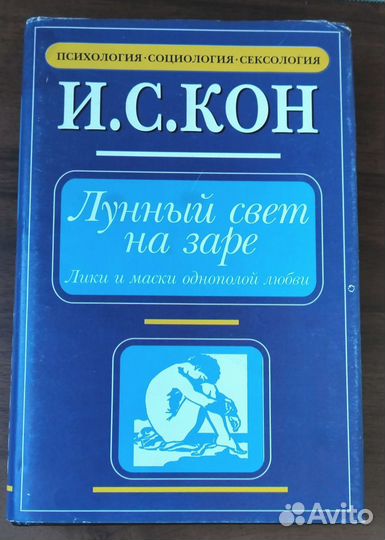 ПСИХОЛОГИЯ·СОЦИОЛОГИЯ·СЕКСОЛОГИЯ
И.С.КОН
Лунный свет
на заре
Лики и маски однополой любви
Avito